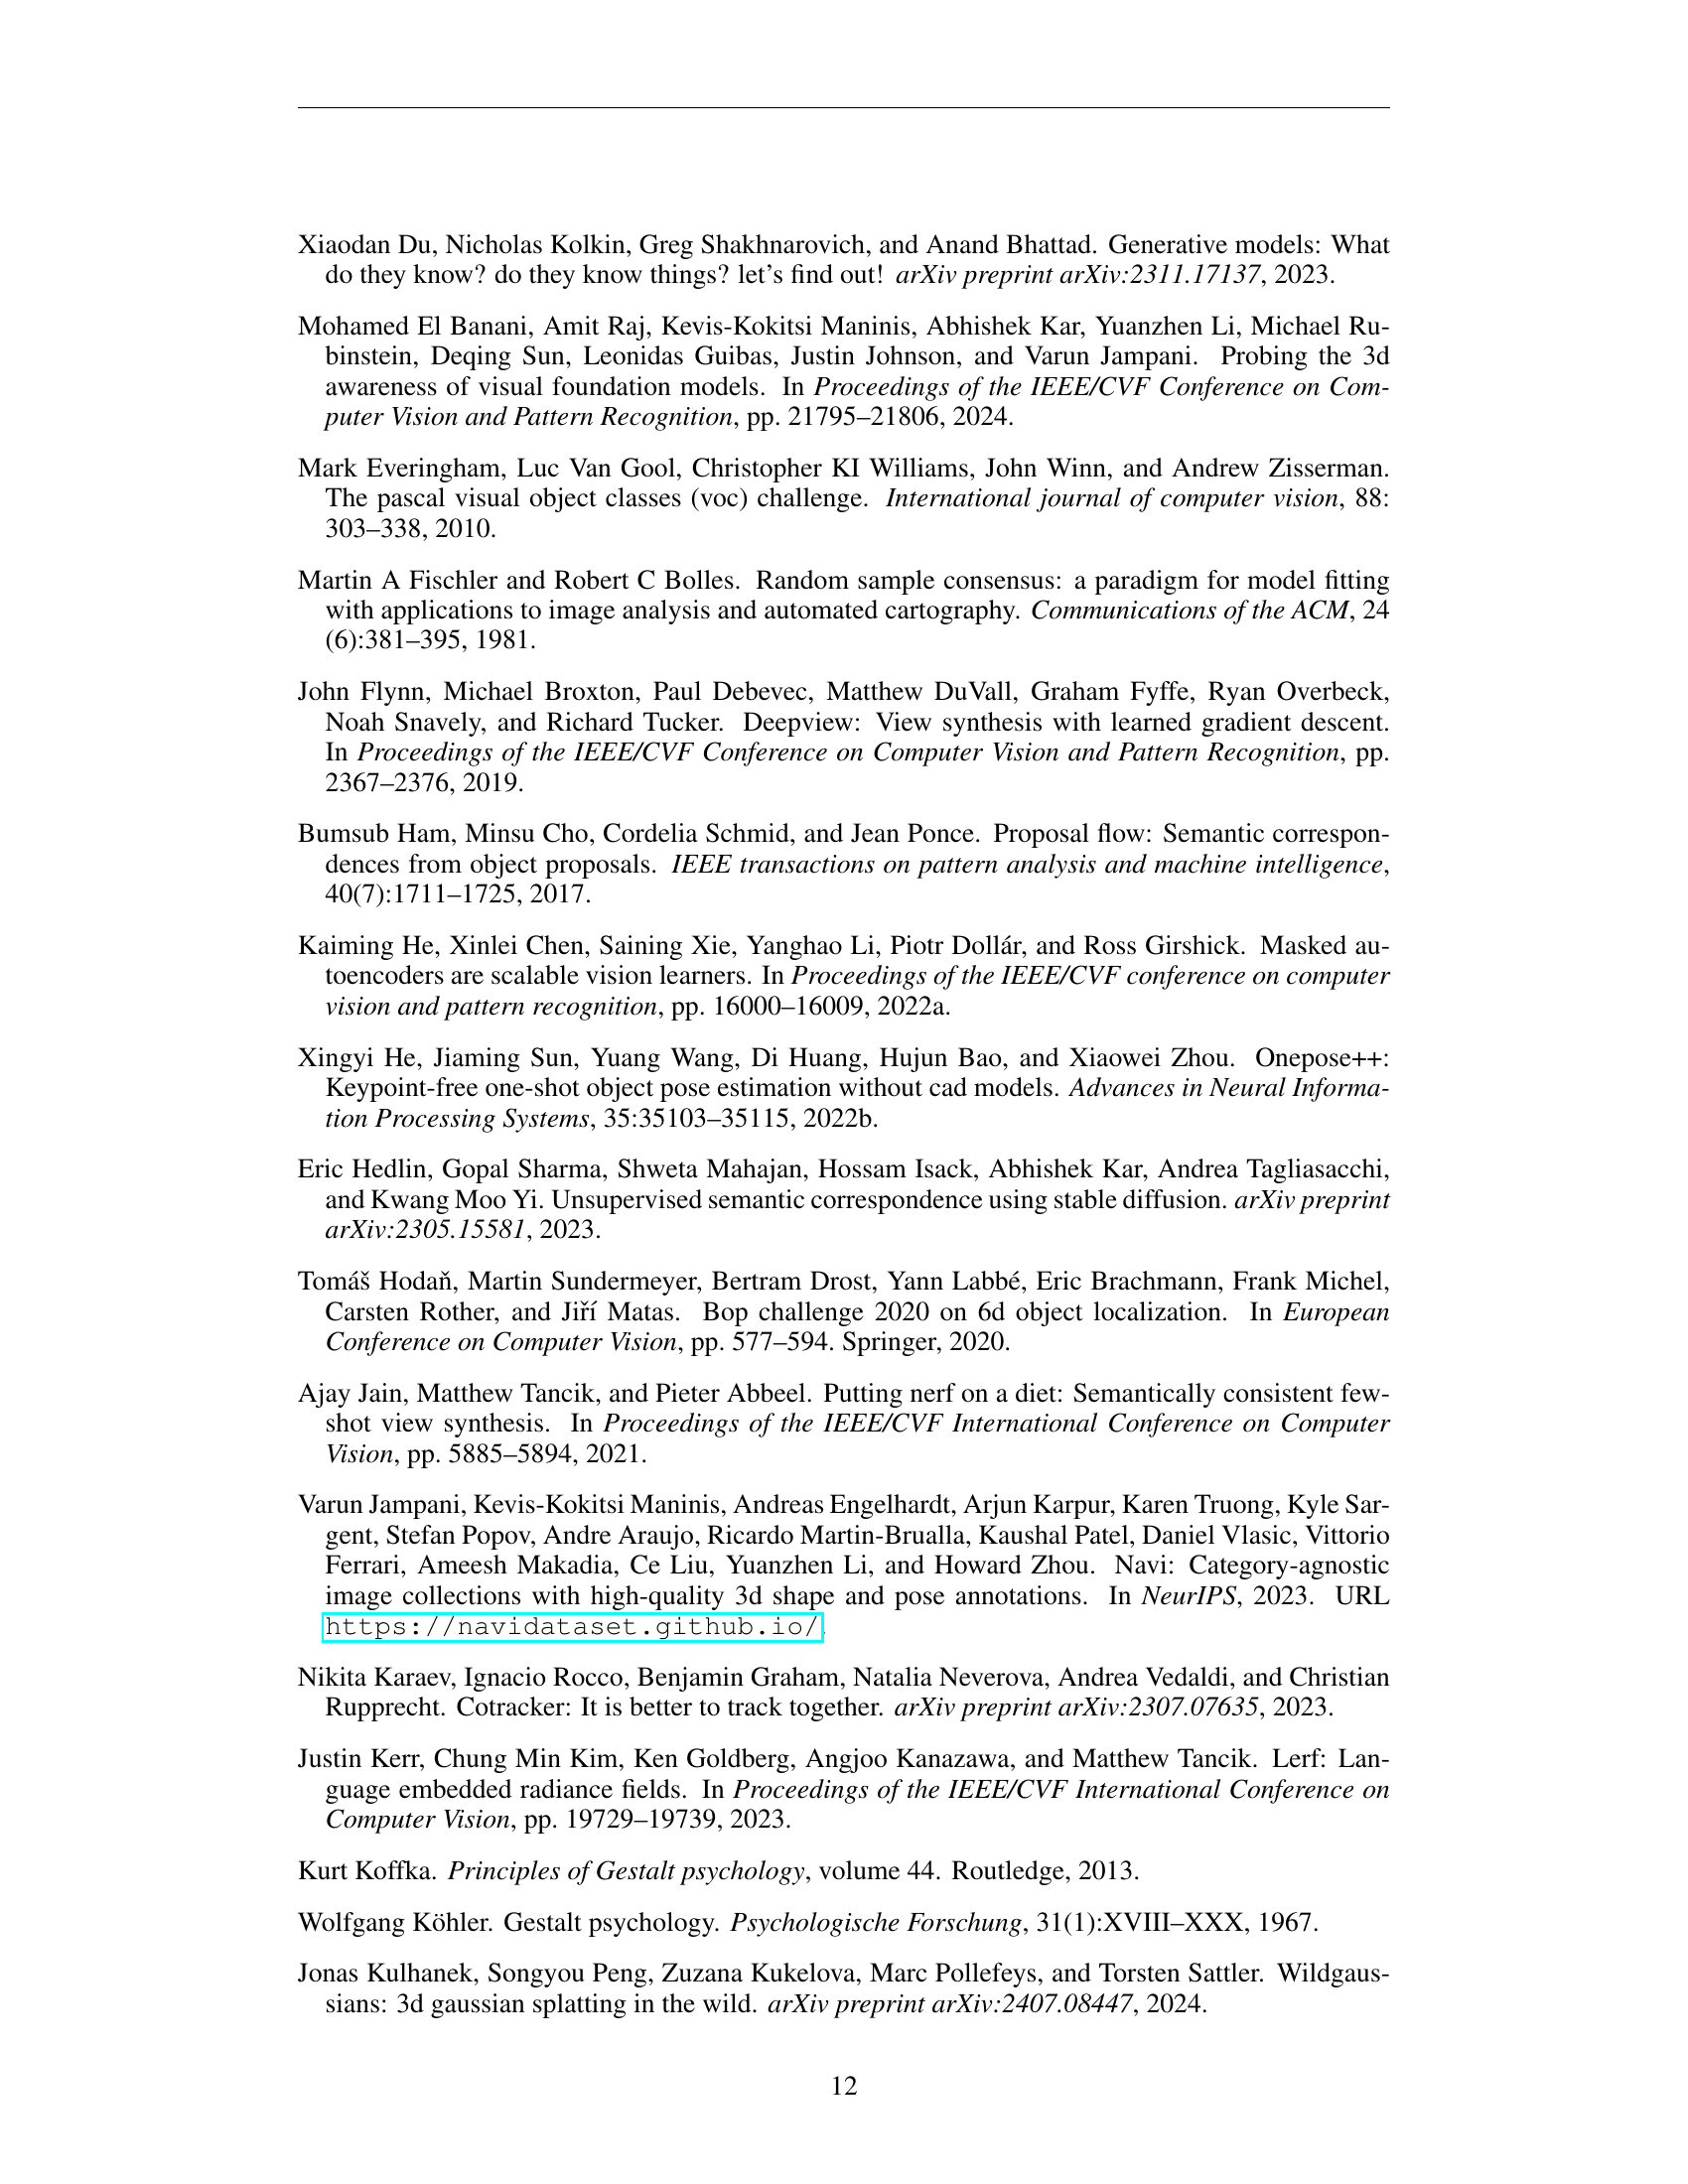 Xiaodan Du, Nicholas Kolkin, Greg Shakhnarovich, and Anand Bhattad. Generative models: What
do they know? do they know things? let's find out! arXiv preprint arXiv:2311.17137, 2023.
Mohamed El Banani, Amit Raj, Kevis-Kokitsi Maninis, Abhishek Kar, Yuanzhen Li, Michael Ru-
binstein, Deqing Sun, Leonidas Guibas, Justin Johnson, and Varun Jampani. Probing the 3d
awareness of visual foundation models. In Proceedings of the IEEE/CVF Conference on Com-
puter Vision and Pattern Recognition, pp. 21795–21806, 2024.
Mark Everingham, Luc Van Gool, Christopher KI Williams, John Winn, and Andrew Zisserman.
The pascal visual object classes (voc) challenge. International journal of computer vision, 88:
303–338, 2010.
Martin A Fischler and Robert C Bolles. Random sample consensus: a paradigm for model fitting
with applications to image analysis and automated cartography. Communications of the ACM, 24
(6):381–395, 1981.
John Flynn, Michael Broxton, Paul Debevec, Matthew DuVall, Graham Fyffe, Ryan Overbeck,
Noah Snavely, and Richard Tucker. Deepview: View synthesis with learned gradient descent.
In Proceedings of the IEEE/CVF Conference on Computer Vision and Pattern Recognition, pp.
2367–2376, 2019.
Bumsub Ham, Minsu Cho, Cordelia Schmid, and Jean Ponce. Proposal flow: Semantic correspon-
dences from object proposals. IEEE transactions on pattern analysis and machine intelligence,
40(7):1711–1725, 2017.
Kaiming He, Xinlei Chen, Saining Xie, Yanghao Li, Piotr Dollár, and Ross Girshick. Masked au-
toencoders are scalable vision learners. In Proceedings of the IEEE/CVF conference on computer
vision and pattern recognition, pp. 16000–16009, 2022a.
Xingyi He, Jiaming Sun, Yuang Wang, Di Huang, Hujun Bao, and Xiaowei Zhou. Onepose++:
Keypoint-free one-shot object pose estimation without cad models. Advances in Neural Informa-
tion Processing Systems, 35:35103–35115, 2022b.
Eric Hedlin, Gopal Sharma, Shweta Mahajan, Hossam Isack, Abhishek Kar, Andrea Tagliasacchi,
and Kwang Moo Yi. Unsupervised semantic correspondence using stable diffusion. arXiv preprint
arXiv:2305.15581, 2023.
Tomáš Hodaň, Martin Sundermeyer, Bertram Drost, Yann Labbé, Eric Brachmann, Frank Michel,
Carsten Rother, and Jiří Matas. Bop challenge 2020 on 6d object localization. In European
Conference on Computer Vision, pp. 577–594. Springer, 2020.
Ajay Jain, Matthew Tancik, and Pieter Abbeel. Putting nerf on a diet: Semantically consistent few-
shot view synthesis. In Proceedings of the IEEE/CVF International Conference on Computer
Vision, pp. 5885–5894, 2021.
Varun Jampani, Kevis-Kokitsi Maninis, Andreas Engelhardt, Arjun Karpur, Karen Truong, Kyle Sar-
gent, Stefan Popov, Andre Araujo, Ricardo Martin-Brualla, Kaushal Patel, Daniel Vlasic, Vittorio
Ferrari, Ameesh Makadia, Ce Liu, Yuanzhen Li, and Howard Zhou. Navi: Category-agnostic
image collections with high-quality 3d shape and pose annotations. In NeurIPS, 2023. URL
https://navidataset.github.io/.
Nikita Karaev, Ignacio Rocco, Benjamin Graham, Natalia Neverova, Andrea Vedaldi, and Christian
Rupprecht. Cotracker: It is better to track together. arXiv preprint arXiv:2307.07635, 2023.
Justin Kerr, Chung Min Kim, Ken Goldberg, Angjoo Kanazawa, and Matthew Tancik. Lerf: Lan-
guage embedded radiance fields. In Proceedings of the IEEE/CVF International Conference on
Computer Vision, pp. 19729–19739, 2023.
Kurt Koffka. Principles of Gestalt psychology, volume 44. Routledge, 2013.
Wolfgang Köhler. Gestalt psychology. Psychologische Forschung, 31(1):XVIII–XXX, 1967.
Jonas Kulhanek, Songyou Peng, Zuzana Kukelova, Marc Pollefeys, and Torsten Sattler. Wildgaus-
sians: 3d gaussian splatting in the wild. arXiv preprint arXiv:2407.08447, 2024.
12